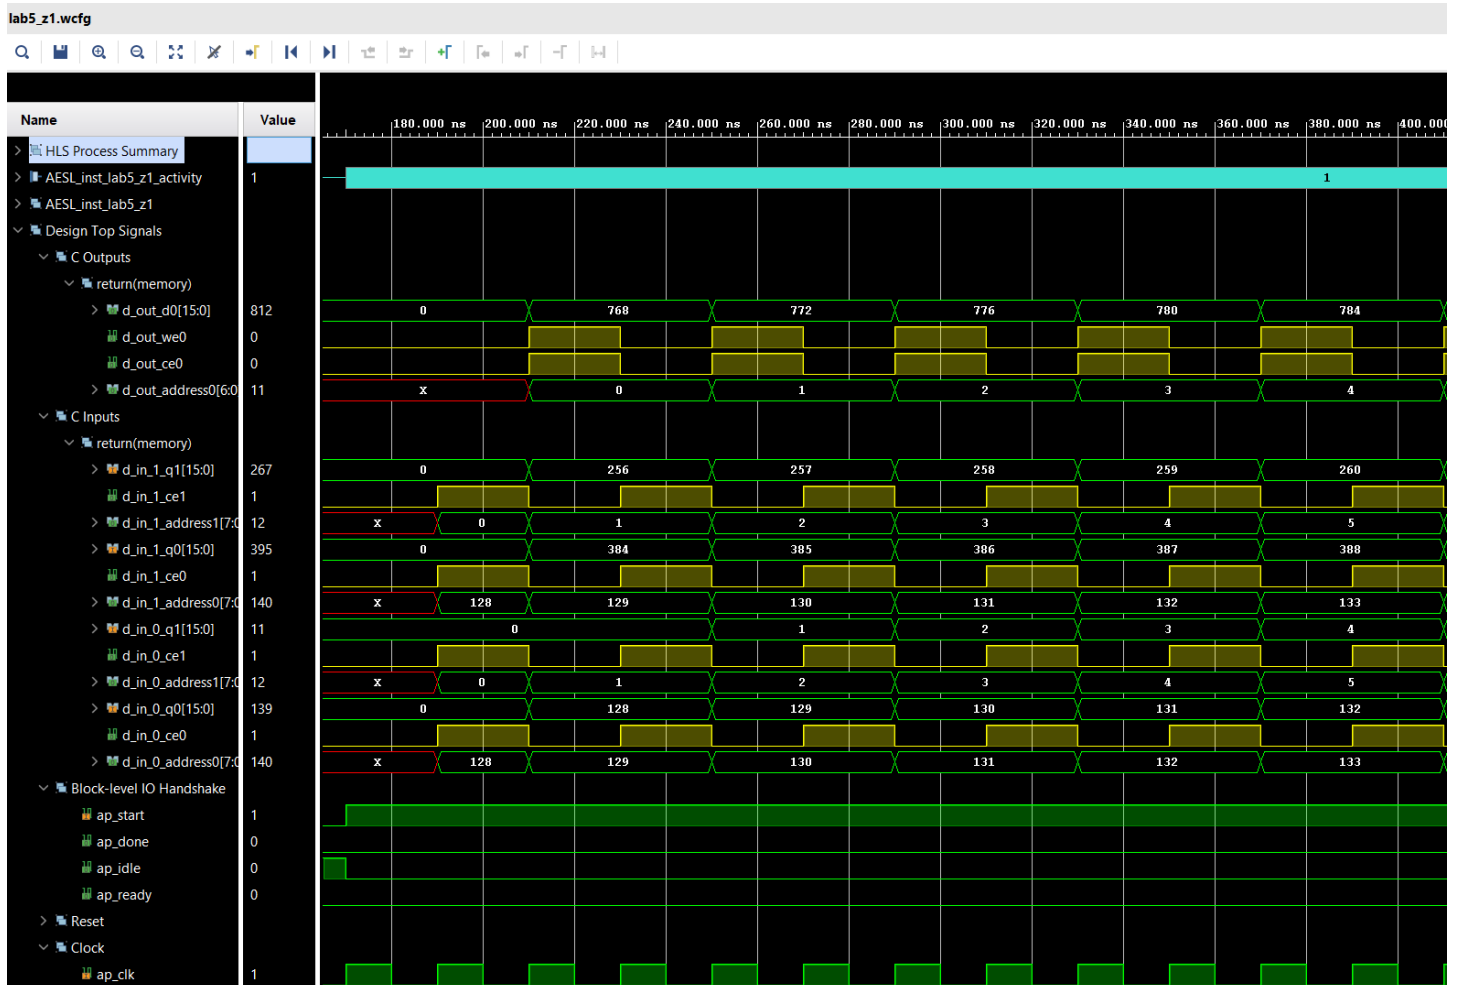 lab5_z1.wcfg
Name Value
180.000 ns 200.000 ns 220.000 ns 240.000 ns 260.000 ns 280.000 ns 300.000 ns 320.000 ns 340.000 ns 360.000 ns 380.000 ns 400.00
HLS Process Summary
AESL_inst_lab5_z1_activity 1 1
AESL_inst_lab5_z1
Design Top Signals
C Outputs
return(memory)
d_out_d0[15:0] 812 0 768 772 776 780 784
d_out_we0 0
d_out_ce0 0
d_out_address0[6:0 11 X 0 1 2 3 4
C Inputs
return(memory)
d_in_1_q1[15:0] 267 0 256 257 258 259 260
d_in_1_ce1 1
d_in_1_address1[7:0 12 X 0 1 2 3 4 5
d_in_1_q0[15:0] 395 0 384 385 386 387 388
d_in_1_ce0 1
d_in_1_address0[7:0 140 X 128 129 130 131 132 133
d_in_0_q1[15:0] 11 0 1 2 3 4
d_in_0_ce1 1
d_in_0_address1[7:0 12 X 0 1 2 3 4 5
d_in_0_q0[15:0] 139 0 128 129 130 131 132
d_in_0_ce0 1
d_in_0_address0[7:0 140 X 128 129 130 131 132 133
Block-level IO Handshake
ap_start 1
ap_done 0
ap_idle 0
ap_ready 0
Reset
Clock
ap_clk 1